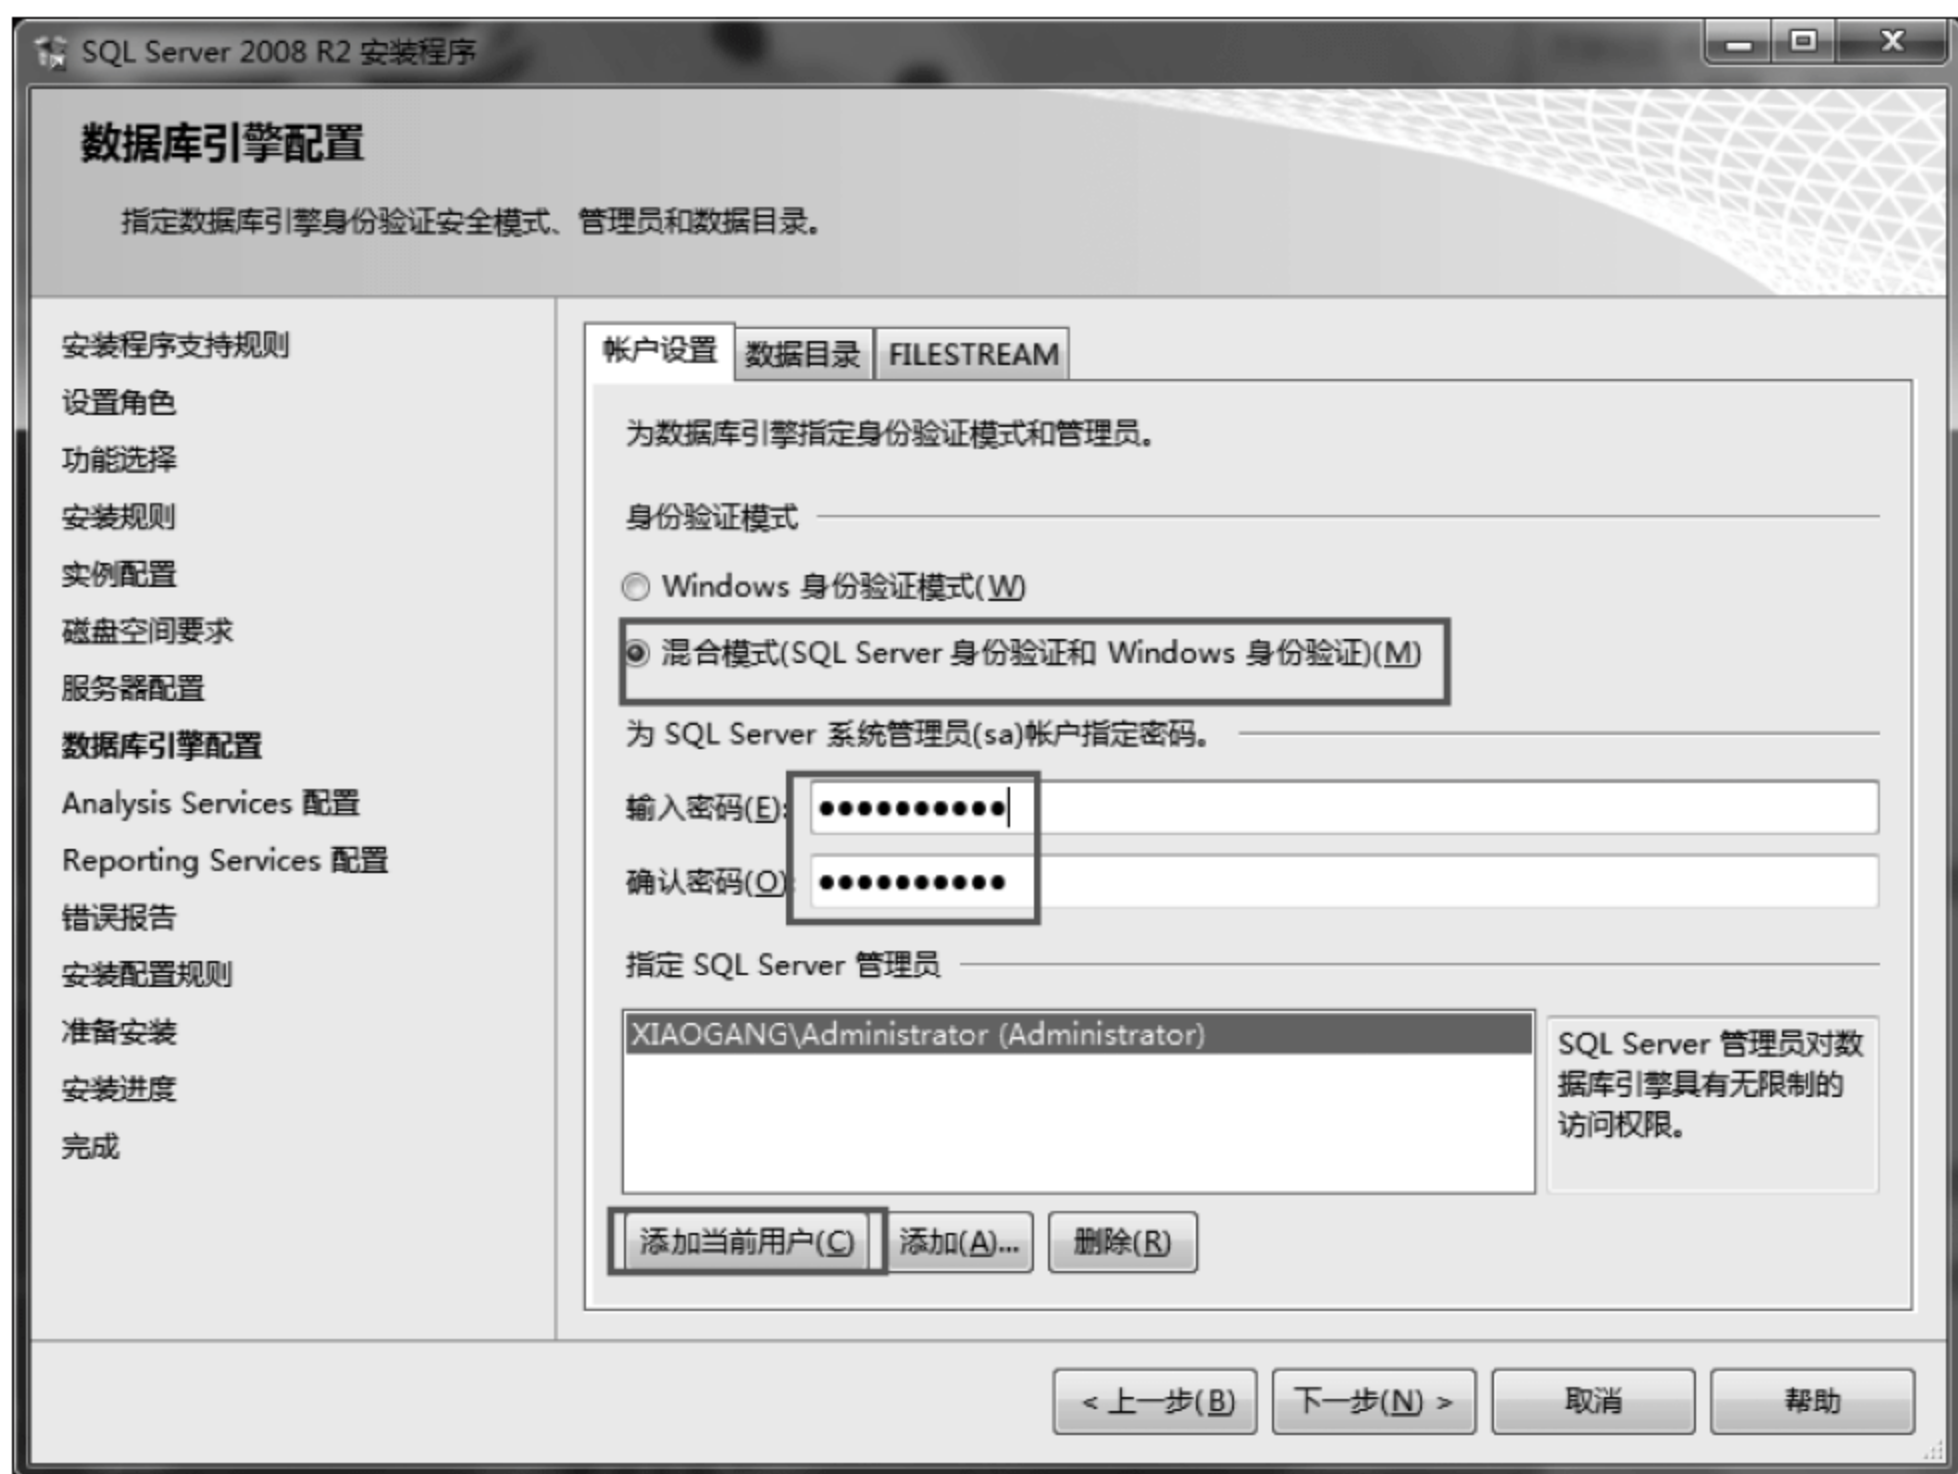 SQL Server 2008 R2 安装程序
数据库引擎配置
指定数据库引擎身份验证安全模式、管理员和数据目录。
安装程序支持规则
设置角色
功能选择
安装规则
实例配置
磁盘空间要求
服务器配置
数据库引擎配置
Analysis Services 配置
Reporting Services 配置
错误报告
安装配置规则
准备安装
安装进度
完成
帐户设置 数据目录 FILESTREAM
为数据库引擎指定身份验证模式和管理员。
身份验证模式
Windows 身份验证模式(W)
混合模式(SQL Server 身份验证和 Windows 身份验证)(M)
为 SQL Server 系统管理员(sa)帐户指定密码。
输入密码(E): ●●●●●●●●●●
确认密码(O): ●●●●●●●●●●
指定 SQL Server 管理员
XIAOGANG\Administrator (Administrator)
SQL Server 管理员对数
据库引擎具有无限制的
访问权限。
添加当前用户(C) 添加(A)... 删除(R)
< 上一步(B) 下一步(N) > 取消 帮助